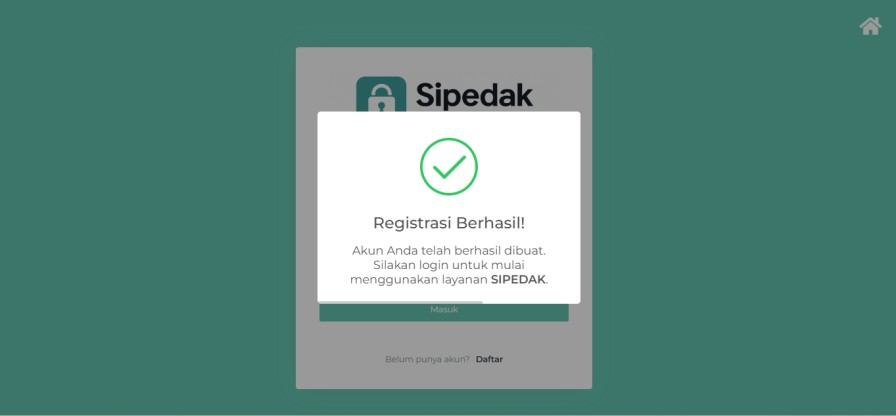 Sipedak
Registrasi Berhasil!
Akun Anda telah berhasil dibuat.
Silakan login untuk mulai
menggunakan layanan SIPEDAK.
Masuk
Belum punya akun? Daftar